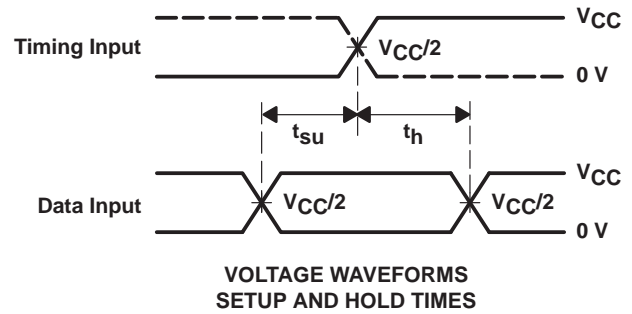 VCC
Timing Input
VCC/2
0 V
tsu
th
VCC
Data Input
VCC/2
VCC/2
0 V
VOLTAGE WAVEFORMS
SETUP AND HOLD TIMES